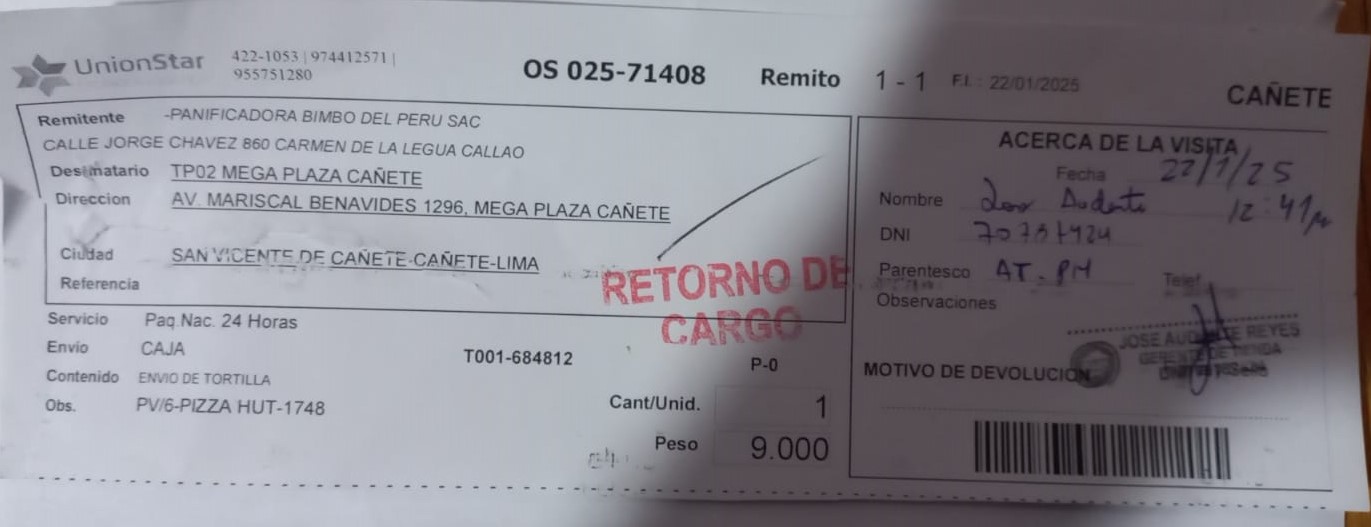 UnionStar 422-1053 | 974412571 |
955751280
OS 025-71408 Remito 1 - 1 F.I.: 22/01/2025 CAÑETE
Remitente -PANIFICADORA BIMBO DEL PERU SAC
CALLE JORGE CHAVEZ 860 CARMEN DE LA LEGUA CALLAO
Destinatario TP02 MEGA PLAZA CAÑETE
Direccion AV. MARISCAL BENAVIDES 1296, MEGA PLAZA CAÑETE
Ciudad SAN VICENTE DE CAÑETE-CAÑETE-LIMA
Referencia
RETORNO DE
CARGO
Servicio Paq.Nac. 24 Horas
Envio CAJA
T001-684812
P-0
Contenido ENVIO DE TORTILLA
Obs. PV/6-PIZZA HUT-1748
Cant/Unid. 1
Peso 9.000
ACERCA DE LA VISITA
Fecha 22/1/25
Nombre 12:41
DNI
Parentesco AT-PM Telef.
Observaciones
JOSE AUDANTE REYES
GERENTE DE TIENDA
MOTIVO DE DEVOLUCION